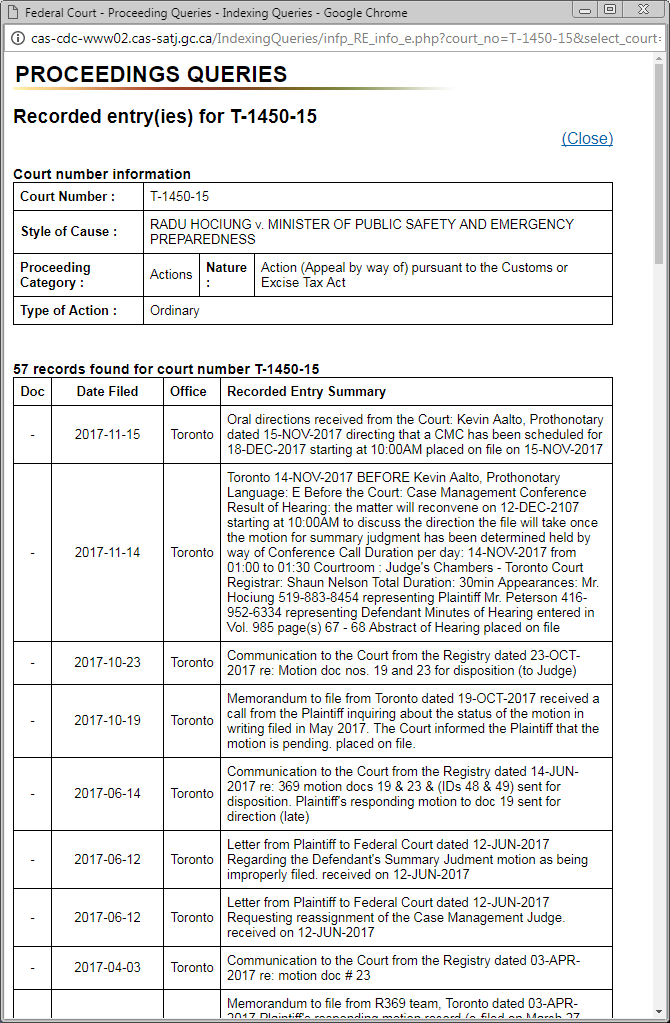 Federal Court - Proceeding Queries - Indexing Queries - Google Chrome
cas-cdc-www02.cas-satj.gc.ca/IndexingQueries/infp_RE_info_e.php?court_no=T-1450-15&select_court=
PROCEEDINGS QUERIES
Recorded entry(ies) for T-1450-15
(Close)
Court number information
Court Number : T-1450-15
Style of Cause : RADU HOCIUNG v. MINISTER OF PUBLIC SAFETY AND EMERGENCY
PREPAREDNESS
Proceeding Category : Actions Nature : Action (Appeal by way of) pursuant to the Customs or
Excise Tax Act
Type of Action : Ordinary
57 records found for court number T-1450-15
Doc Date Filed Office Recorded Entry Summary
- 2017-11-15 Toronto Oral directions received from the Court: Kevin Aalto, Prothonotary
dated 15-NOV-2017 directing that a CMC has been scheduled for
18-DEC-2017 starting at 10:00AM placed on file on 15-NOV-2017
- 2017-11-14 Toronto Toronto 14-NOV-2017 BEFORE Kevin Aalto, Prothonotary
Language: E Before the Court: Case Management Conference
Result of Hearing: the matter will reconvene on 12-DEC-2107
starting at 10:00AM to discuss the direction the file will take once
the motion for summary judgment has been determined held by
way of Conference Call Duration per day: 14-NOV-2017 from
01:00 to 01:30 Courtroom : Judge's Chambers - Toronto Court
Registrar: Shaun Nelson Total Duration: 30min Appearances: Mr.
Hociung 519-883-8454 representing Plaintiff Mr. Peterson 416-
952-6334 representing Defendant Minutes of Hearing entered in
Vol. 985 page(s) 67 - 68 Abstract of Hearing placed on file
- 2017-10-23 Toronto Communication to the Court from the Registry dated 23-OCT-
2017 re: Motion doc nos. 19 and 23 for disposition (to Judge)
- 2017-10-19 Toronto Memorandum to file from Toronto dated 19-OCT-2017 received a
call from the Plaintiff inquiring about the status of the motion in
writing filed in May 2017. The Court informed the Plaintiff that the
motion is pending. placed on file.
- 2017-06-14 Toronto Communication to the Court from the Registry dated 14-JUN-
2017 re: 369 motion docs 19 & 23 & (IDs 48 & 49) sent for
disposition. Plaintiff's responding motion to doc 19 sent for
direction (late)
- 2017-06-12 Toronto Letter from Plaintiff to Federal Court dated 12-JUN-2017
Regarding the Defendant's Summary Judment motion as being
improperly filed. received on 12-JUN-2017
- 2017-06-12 Toronto Letter from Plaintiff to Federal Court dated 12-JUN-2017
Requesting reassignment of the Case Management Judge.
received on 12-JUN-2017
- 2017-04-03 Toronto Communication to the Court from the Registry dated 03-APR-
2017 re: motion doc # 23
Memorandum to file from R369 team, Toronto dated 03-APR-
2017 Plaintiff's responding motion record (e-filed on March 27